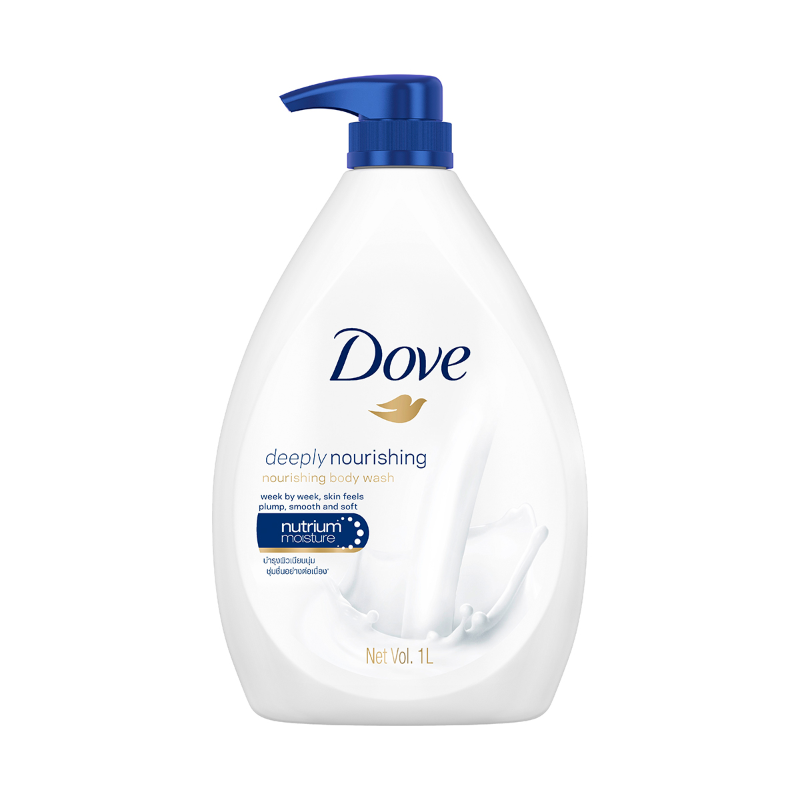 Dove
deeply nourishing
nourishing body wash
week by week, skin feels
plump, smooth and soft
nutrium
moisture
บำรุงผิวเนียนนุ่ม
ชุ่มชื้นอย่างต่อเนื่อง*
Net Vol. 1L